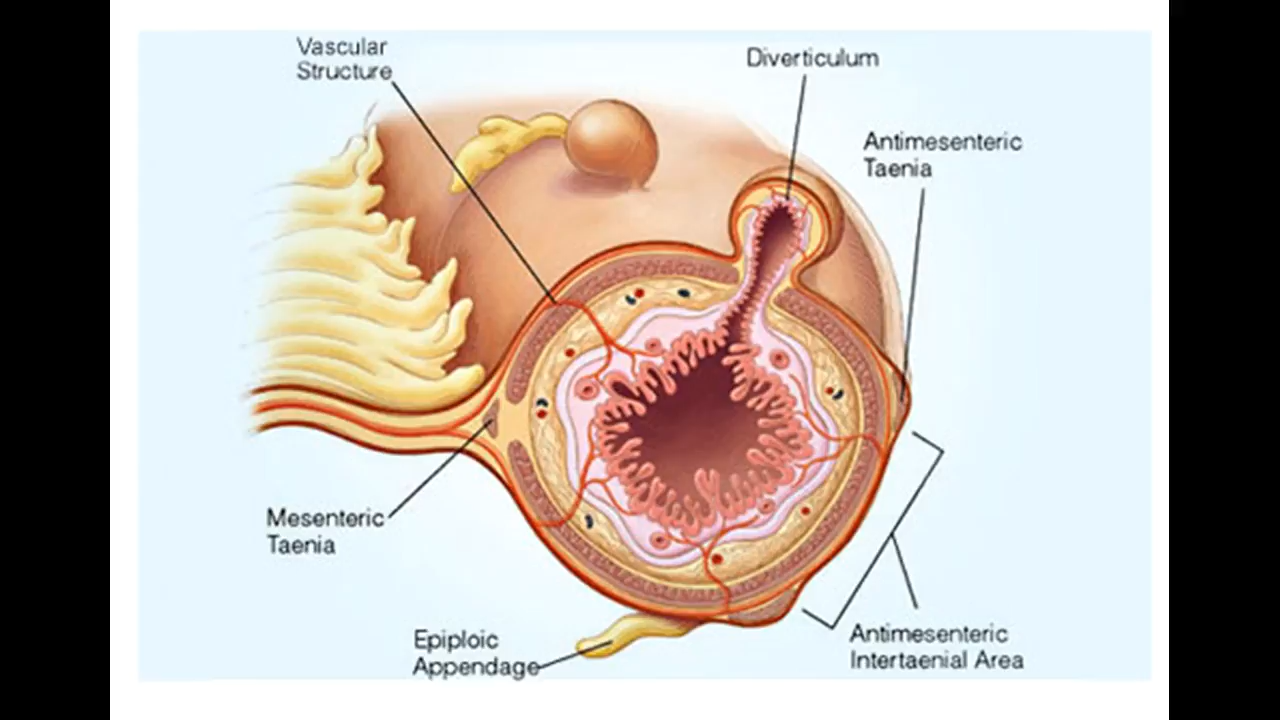 Vascular
Structure
Diverticulum
Antimesenteric
Taenia
Mesenteric
Taenia
Epiploic
Appendage
Antimesenteric
Intertaenial Area